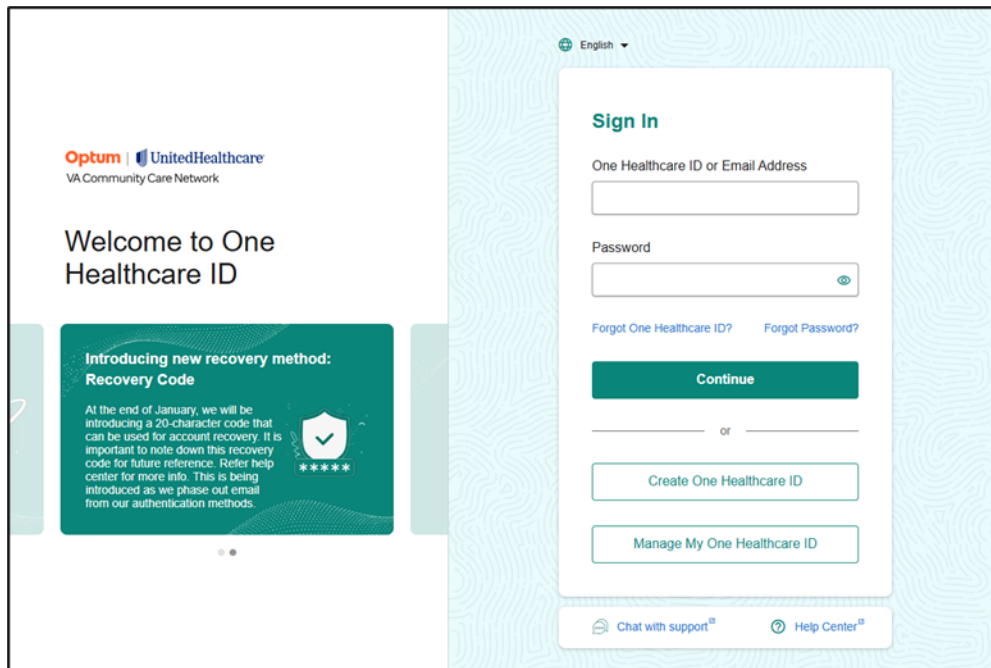 Optum | UnitedHealthcare
VA Community Care Network
Welcome to One
Healthcare ID
Introducing new recovery method:
Recovery Code
At the end of January, we will be
introducing a 20-character code that
can be used for account recovery. It is
important to note down this recovery
code for future reference. Refer help
center for more info. This is being
introduced as we phase out email
from our authentication methods.
*****
English
Sign In
One Healthcare ID or Email Address
Password
Forgot One Healthcare ID? Forgot Password?
Continue
or
Create One Healthcare ID
Manage My One Healthcare ID
Chat with support Help Center